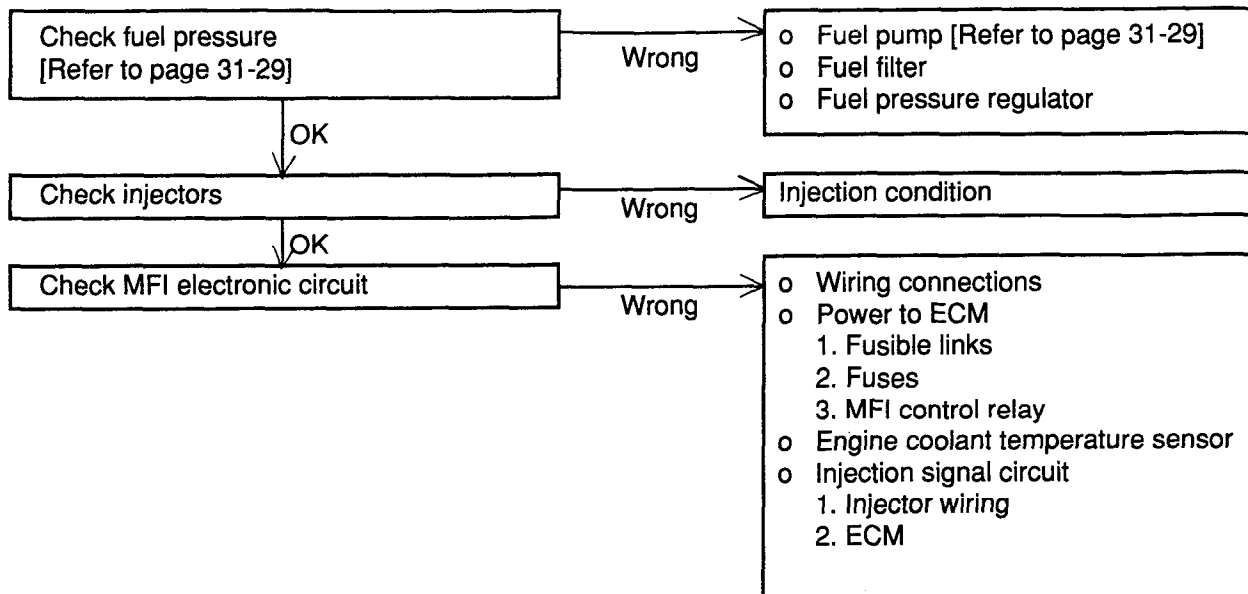 Check fuel pressure
[Refer to page 31-29]
Wrong
o Fuel pump [Refer to page 31-29]
o Fuel filter
o Fuel pressure regulator
OK
Check injectors
Wrong
Injection condition
OK
Check MFI electronic circuit
Wrong
o Wiring connections
o Power to ECM
1. Fusible links
2. Fuses
3. MFI control relay
o Engine coolant temperature sensor
o Injection signal circuit
1. Injector wiring
2. ECM